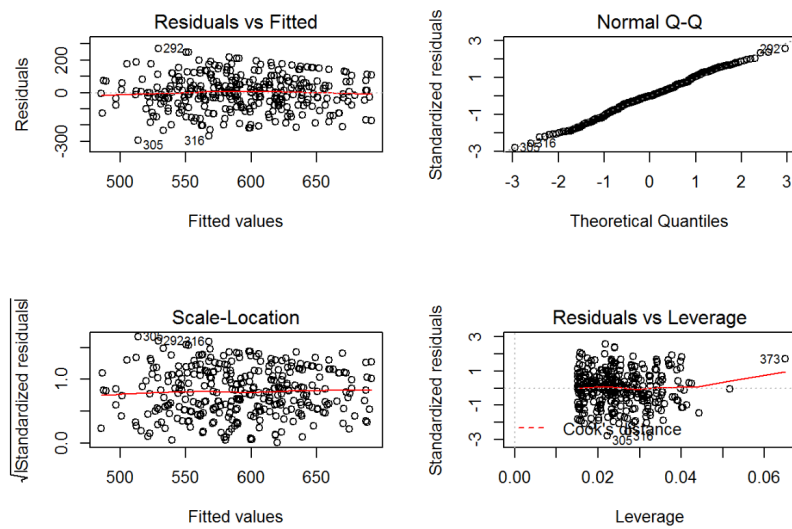 Residuals vs Fitted
Residuals
200
0
-300
292
305
316
500 550 600 650
Fitted values
Normal Q-Q
Standardized residuals
3
1
-1
-3
292
305
316
-3 -2 -1 0 1 2 3
Theoretical Quantiles
Scale-Location
√|Standardized residuals|
1.0
0.0
305
292
316
500 550 600 650
Fitted values
Residuals vs Leverage
Standardized residuals
3
1
-1
-3
373
Cook's distance
305
316
0.00 0.02 0.04 0.06
Leverage